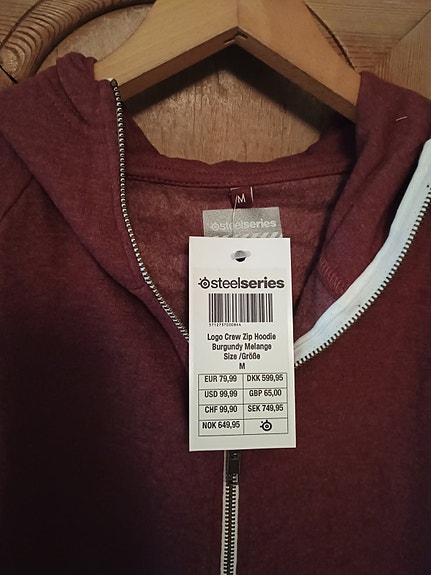 M
steelseries
steelseries
5712757000864
Logo Crew Zip Hoodie
Burgundy Melange
Size /Größe
M
EUR 79,99 DKK 599,95
USD 99,99 GBP 65,00
CHF 99,90 SEK 749,95
NOK 649,95